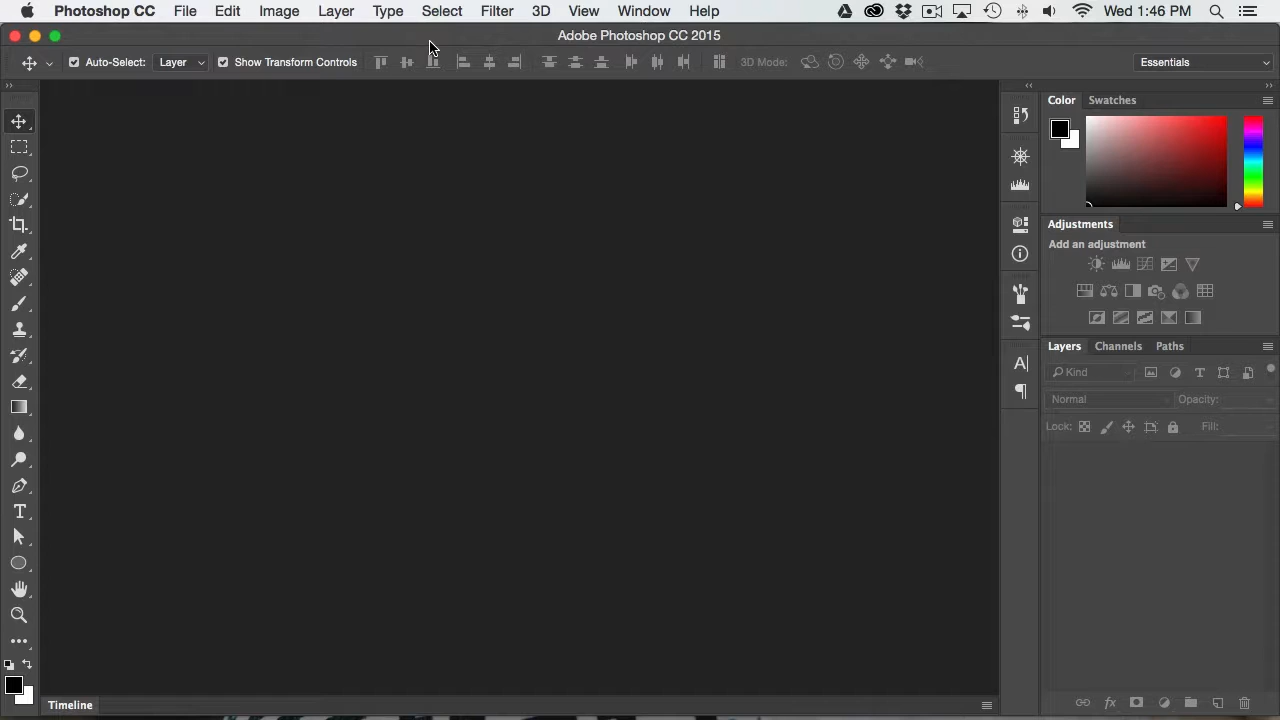 Photoshop CC File Edit Image Layer Type Select Filter 3D View Window Help Wed 1:46 PM
Adobe Photoshop CC 2015
Auto-Select: Layer Show Transform Controls 3D Mode: Essentials
Color Swatches
Adjustments
Add an adjustment
Layers Channels Paths
Kind
Normal Opacity:
Lock: Fill:
Timeline